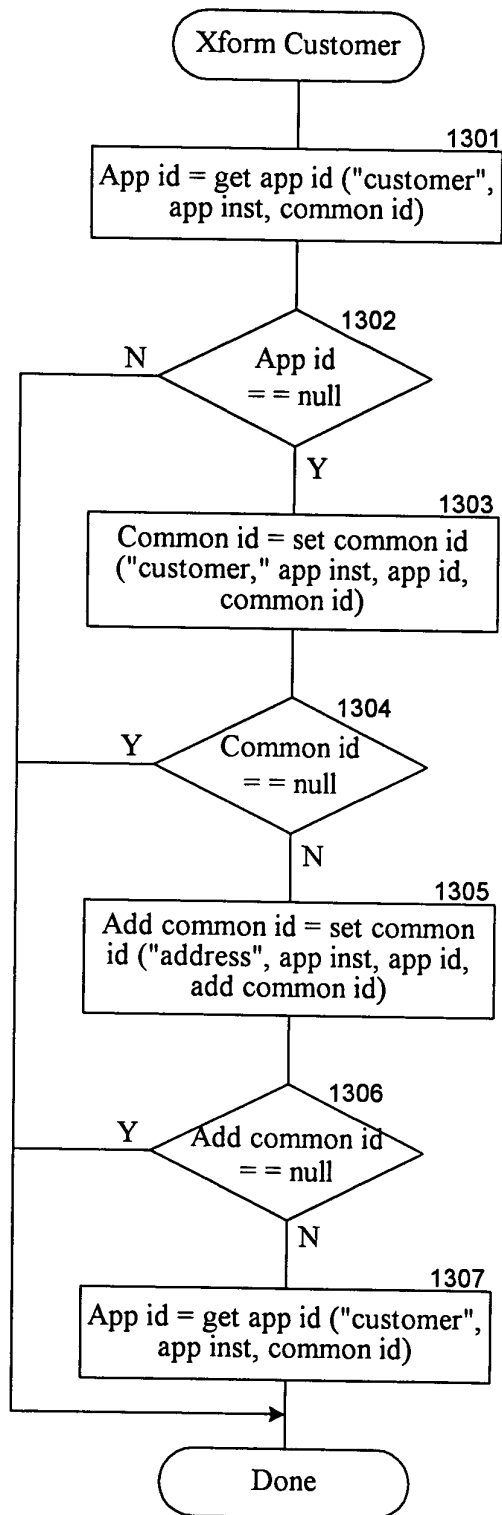 Xform Customer
1301
App id = get app id ("customer",
app inst, common id)
1302
N
App id
= = null
Y
1303
Common id = set common id
("customer," app inst, app id,
common id)
1304
Y
Common id
= = null
N
1305
Add common id = set common
id ("address", app inst, app id,
add common id)
1306
Y
Add common id
= = null
N
1307
App id = get app id ("customer",
app inst, common id)
Done